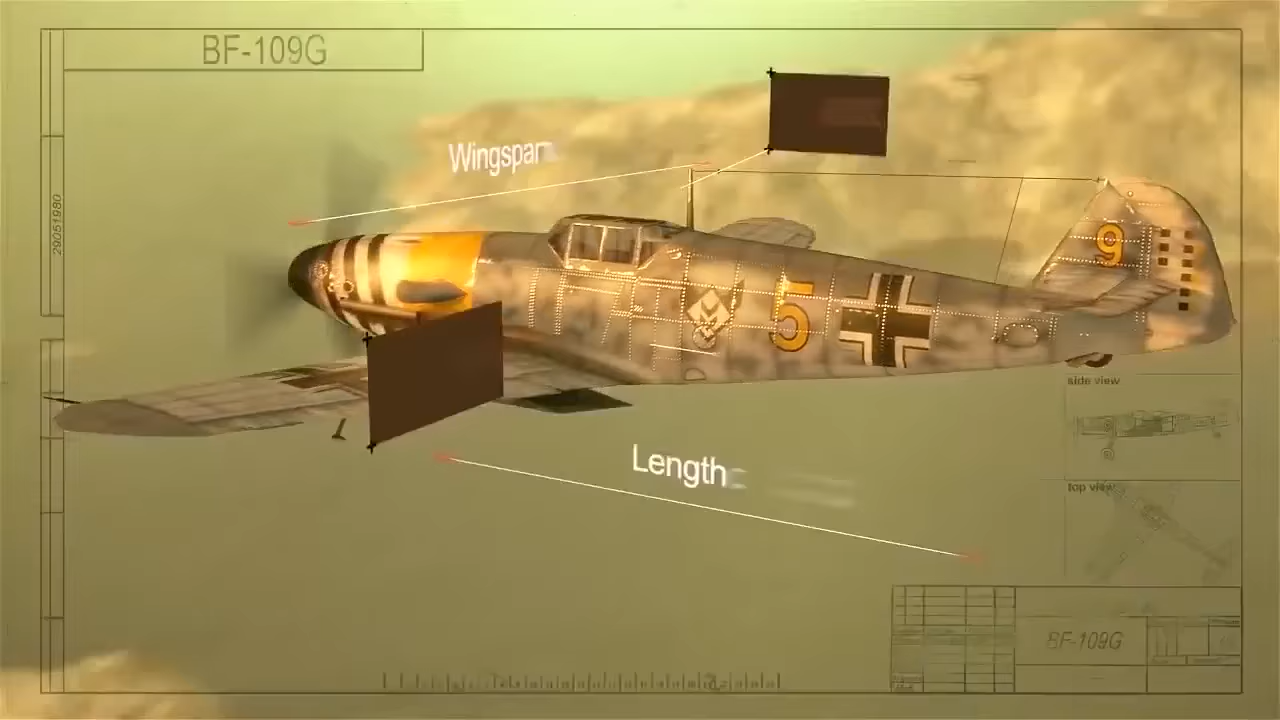 BF-109G
Wingspan
29051980
9
5
Length:
side view
top view
BF-109G